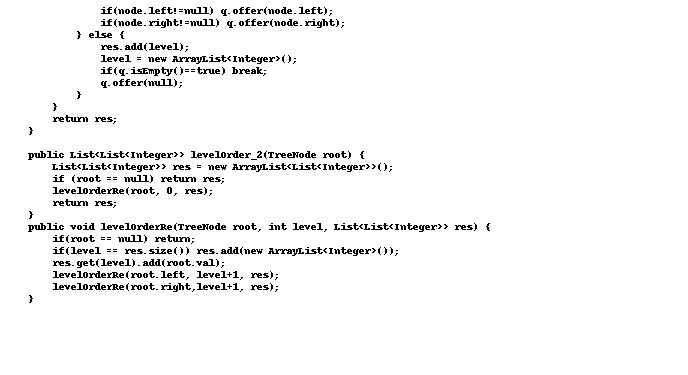 if(node.left!=null) q.offer(node.left);
            if(node.right!=null) q.offer(node.right);
        } else {
            res.add(level);
            level = new ArrayList<Integer>();
            if(q.isEmpty()==true) break;
            q.offer(null);
        }
    }
    return res;
}

public List<List<Integer>> levelOrder_2(TreeNode root) {
    List<List<Integer>> res = new ArrayList<List<Integer>>();
    if (root == null) return res;
    levelOrderRe(root, 0, res);
    return res;
}
public void levelOrderRe(TreeNode root, int level, List<List<Integer>> res) {
    if(root == null) return;
    if(level == res.size()) res.add(new ArrayList<Integer>());
    res.get(level).add(root.val);
    levelOrderRe(root.left, level+1, res);
    levelOrderRe(root.right,level+1, res);
}